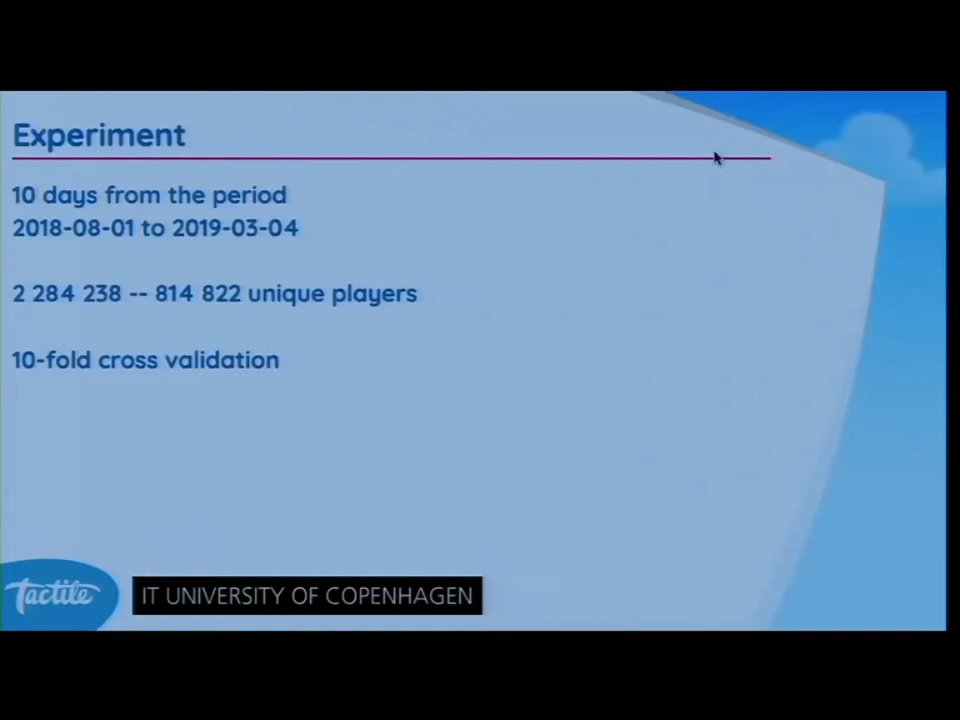 Experiment
10 days from the period
2018-08-01 to 2019-03-04
2 284 238 -- 814 822 unique players
10-fold cross validation
Tactile
IT UNIVERSITY OF COPENHAGEN